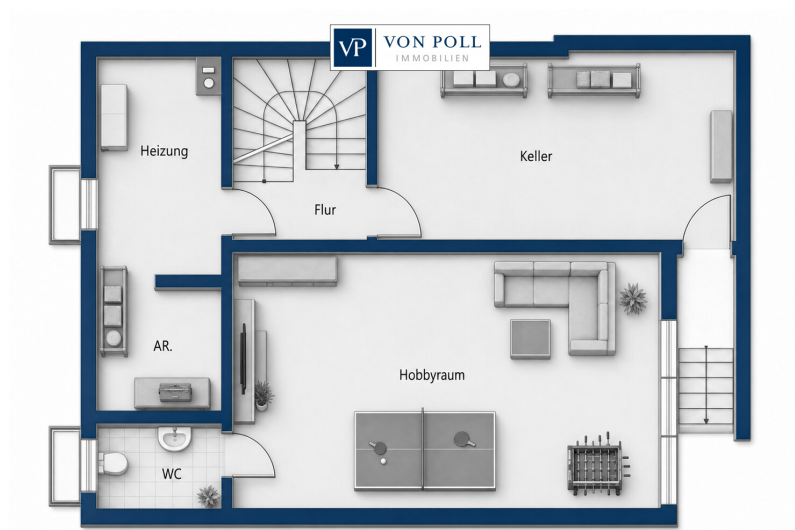 VP VON POLL
IMMOBILIEN
Heizung
Keller
Flur
AR.
Hobbyraum
WC